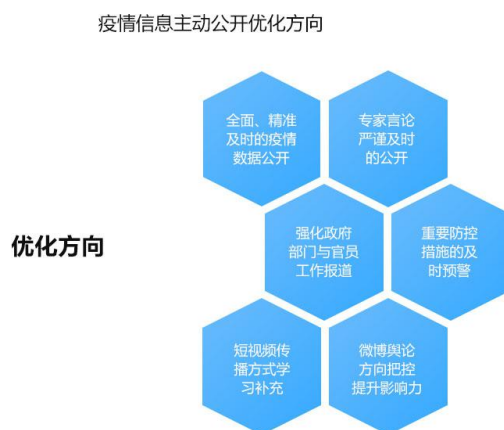 疫情信息主动公开优化方向
全面、精准
及时的疫情
数据公开
专家言论
严谨及时
的公开
优化方向
强化政府
部门与官员
工作报道
重要防控
措施的及
时预警
短视频传
播方式学
习补充
微博舆论
方向把控
提升影响力